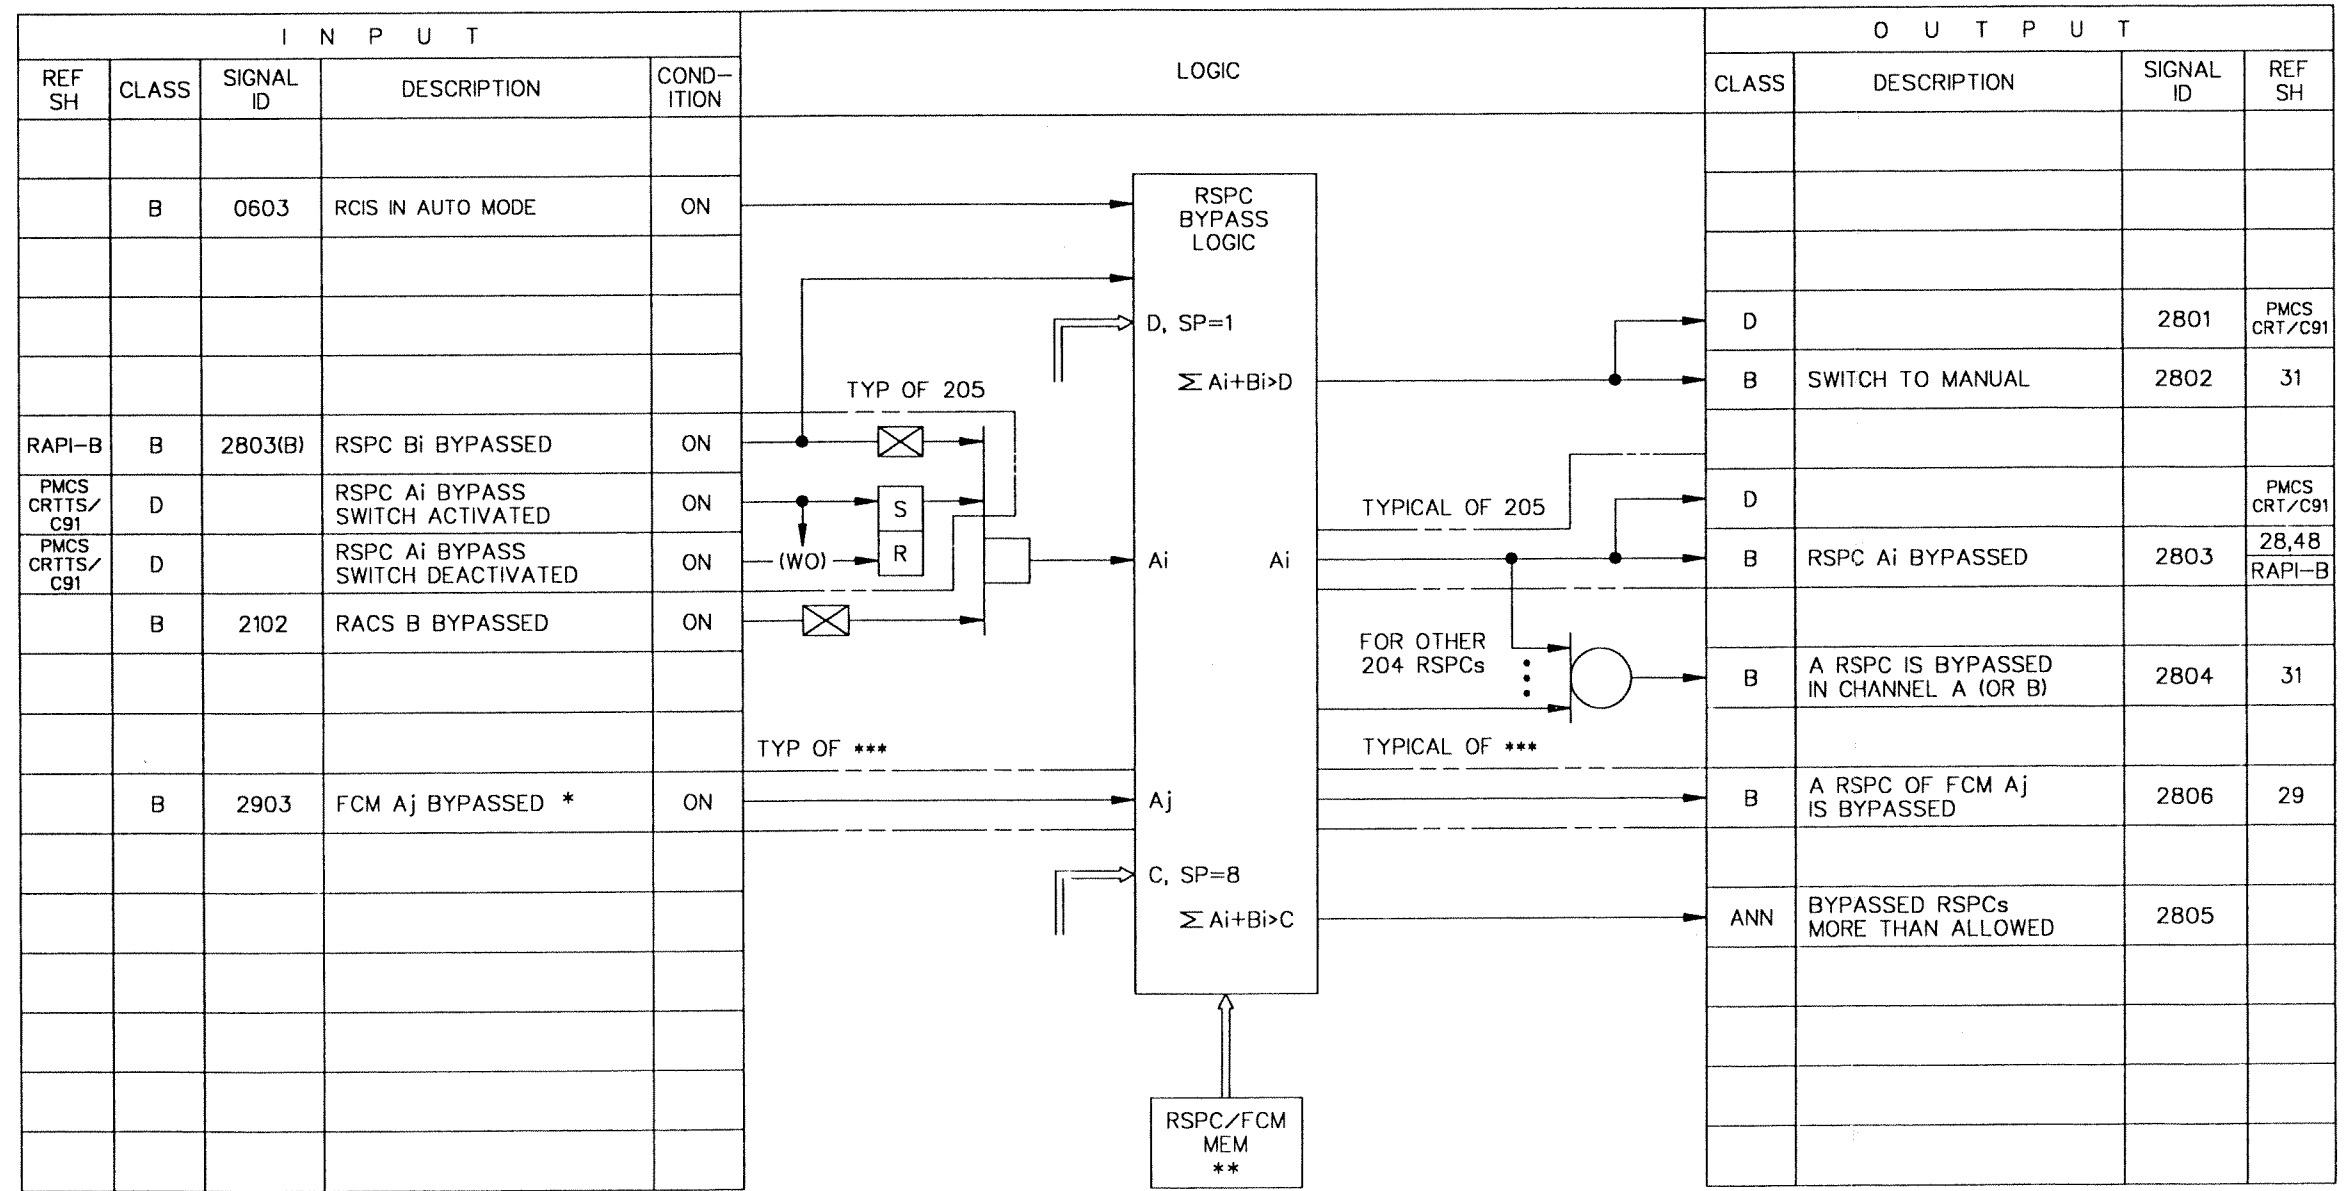 I N P U T
REF SH
CLASS
SIGNAL ID
DESCRIPTION
COND-ITION
LOGIC
O U T P U T
CLASS
DESCRIPTION
SIGNAL ID
REF SH
B 0603 RCIS IN AUTO MODE ON
RAPI-B B 2803(B) RSPC Bi BYPASSED ON
PMCS CRTTS/ C91 D RSPC Ai BYPASS SWITCH ACTIVATED ON
PMCS CRTTS/ C91 D RSPC Ai BYPASS SWITCH DEACTIVATED ON
B 2102 RACS B BYPASSED ON
B 2903 FCM Aj BYPASSED * ON
TYP OF 205
S
R
(WO)
TYP OF ***
RSPC
BYPASS
LOGIC
D, SP=1
∑ Ai+Bi>D
Ai Ai
Aj
C, SP=8
∑ Ai+Bi>C
RSPC/FCM
MEM
**
TYPICAL OF 205
FOR OTHER
204 RSPCs
TYPICAL OF ***
D 2801 PMCS CRT/C91
B SWITCH TO MANUAL 2802 31
D PMCS CRT/C91
B RSPC Ai BYPASSED 2803 28,48 RAPI-B
B A RSPC IS BYPASSED IN CHANNEL A (OR B) 2804 31
B A RSPC OF FCM Aj IS BYPASSED 2806 29
ANN BYPASSED RSPCs MORE THAN ALLOWED 2805